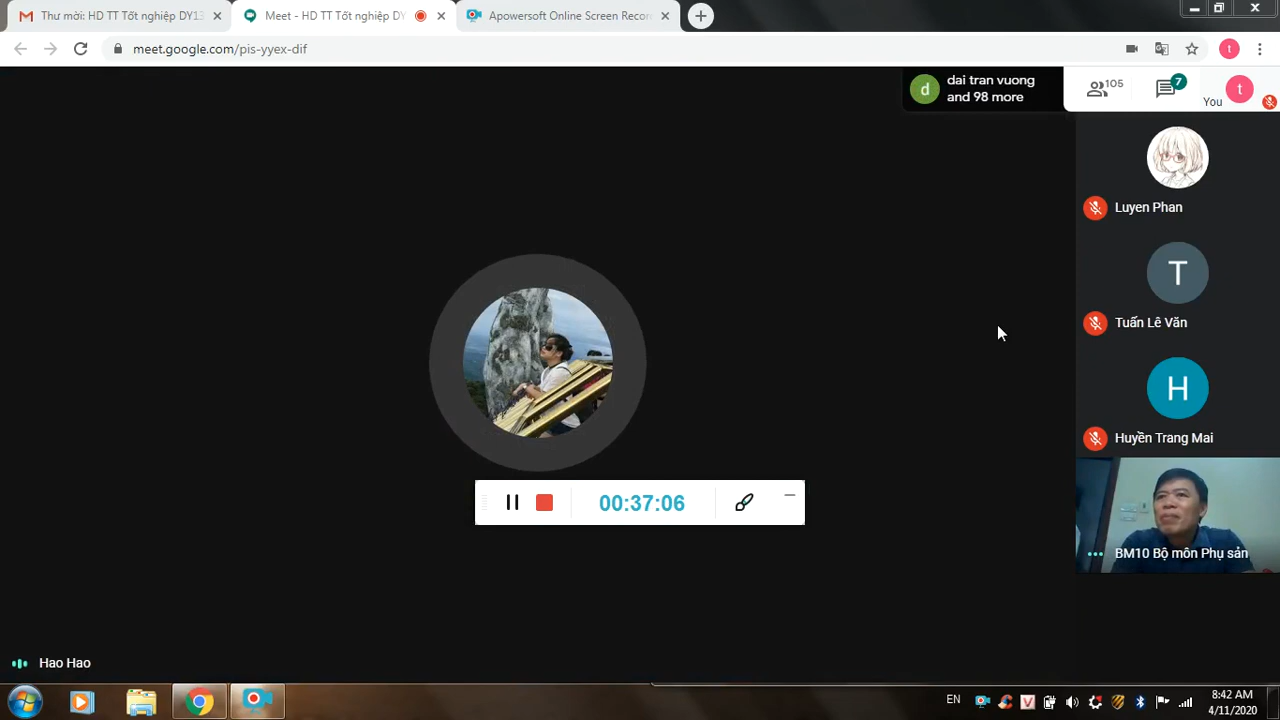 Thư mời: HD TT Tốt nghiệp DY13
Meet - HD TT Tốt nghiệp DY
Apowersoft Online Screen Recor
meet.google.com/pis-yyex-dif
t
d
dai tran vuong
and 98 more
105
7
You
t
Luyen Phan
T
Tuấn Lê Văn
H
Huyền Trang Mai
BM10 Bộ môn Phụ sản
00:37:06
Hao Hao
EN
8:42 AM
4/11/2020